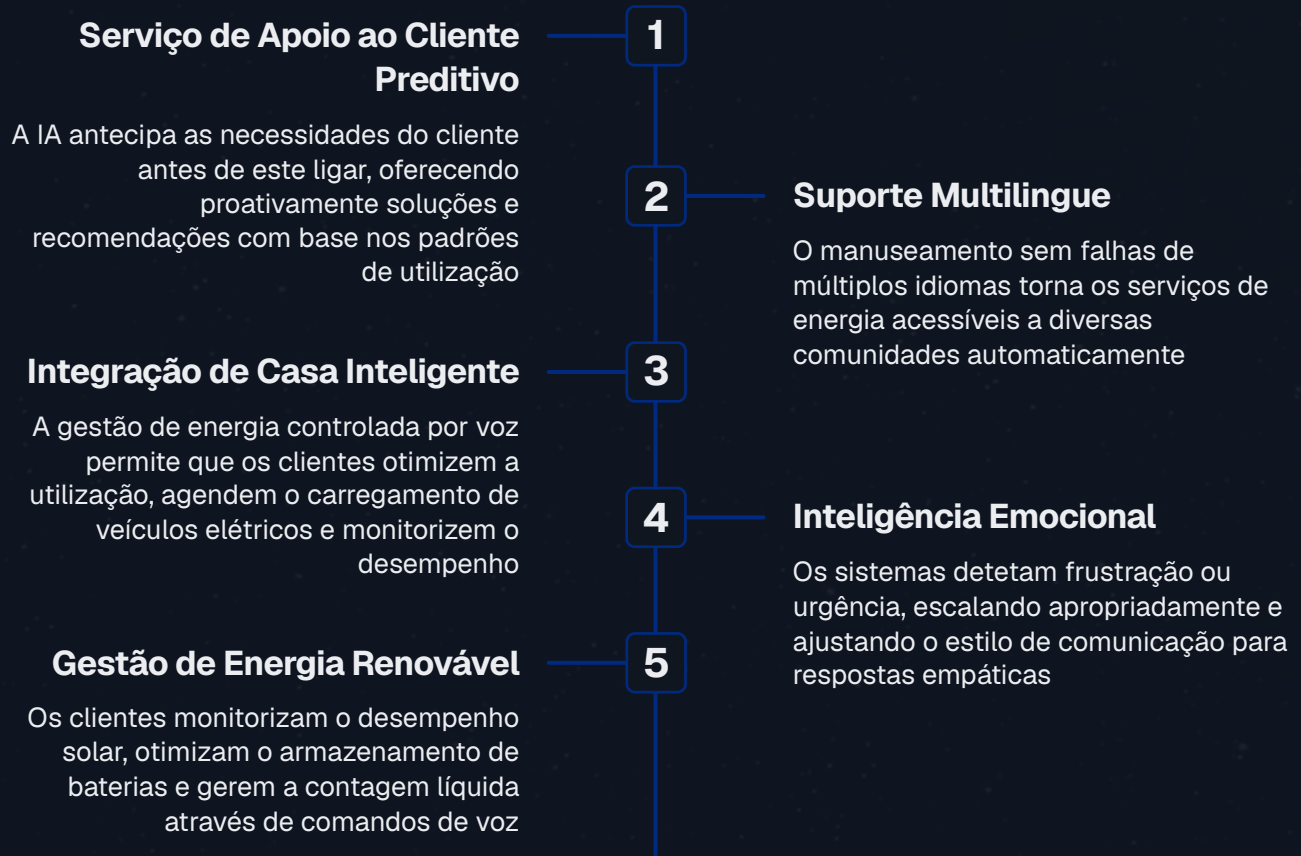 1
Serviço de Apoio ao Cliente
Preditivo
A IA antecipa as necessidades do cliente
antes de este ligar, oferecendo
proativamente soluções e
recomendações com base nos padrões
de utilização
2
Suporte Multilingue
O manuseamento sem falhas de
múltiplos idiomas torna os serviços de
energia acessíveis a diversas
comunidades automaticamente
3
Integração de Casa Inteligente
A gestão de energia controlada por voz
permite que os clientes otimizem a
utilização, agendem o carregamento de
veículos elétricos e monitorizem o
desempenho
4
Inteligência Emocional
Os sistemas detetam frustração ou
urgência, escalando apropriadamente e
ajustando o estilo de comunicação para
respostas empáticas
5
Gestão de Energia Renovável
Os clientes monitorizam o desempenho
solar, otimizam o armazenamento de
baterias e gerem a contagem líquida
através de comandos de voz